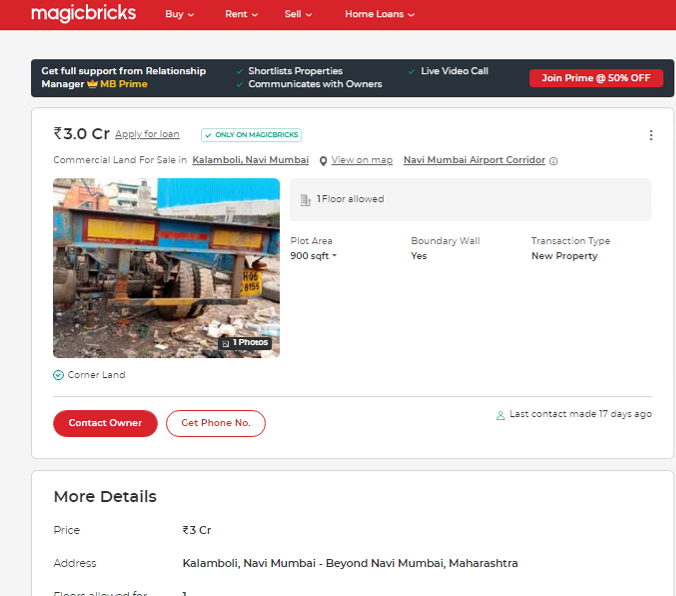 magicbricks
Buy Rent Sell Home Loans
Get full support from Relationship
Manager MB Prime
Shortlists Properties
Communicates with Owners
Live Video Call
Join Prime @ 50% OFF
₹3.0 Cr Apply for loan ONLY ON MAGICBRICKS
Commercial Land For Sale in Kalamboli, Navi Mumbai View on map Navi Mumbai Airport Corridor
1 Floor allowed
Plot Area Boundary Wall Transaction Type
900 sqft Yes New Property
1 Photos
Corner Land
Contact Owner Get Phone No. Last contact made 17 days ago
More Details
Price ₹3 Cr
Address Kalamboli, Navi Mumbai - Beyond Navi Mumbai, Maharashtra
Floors allowed for 1